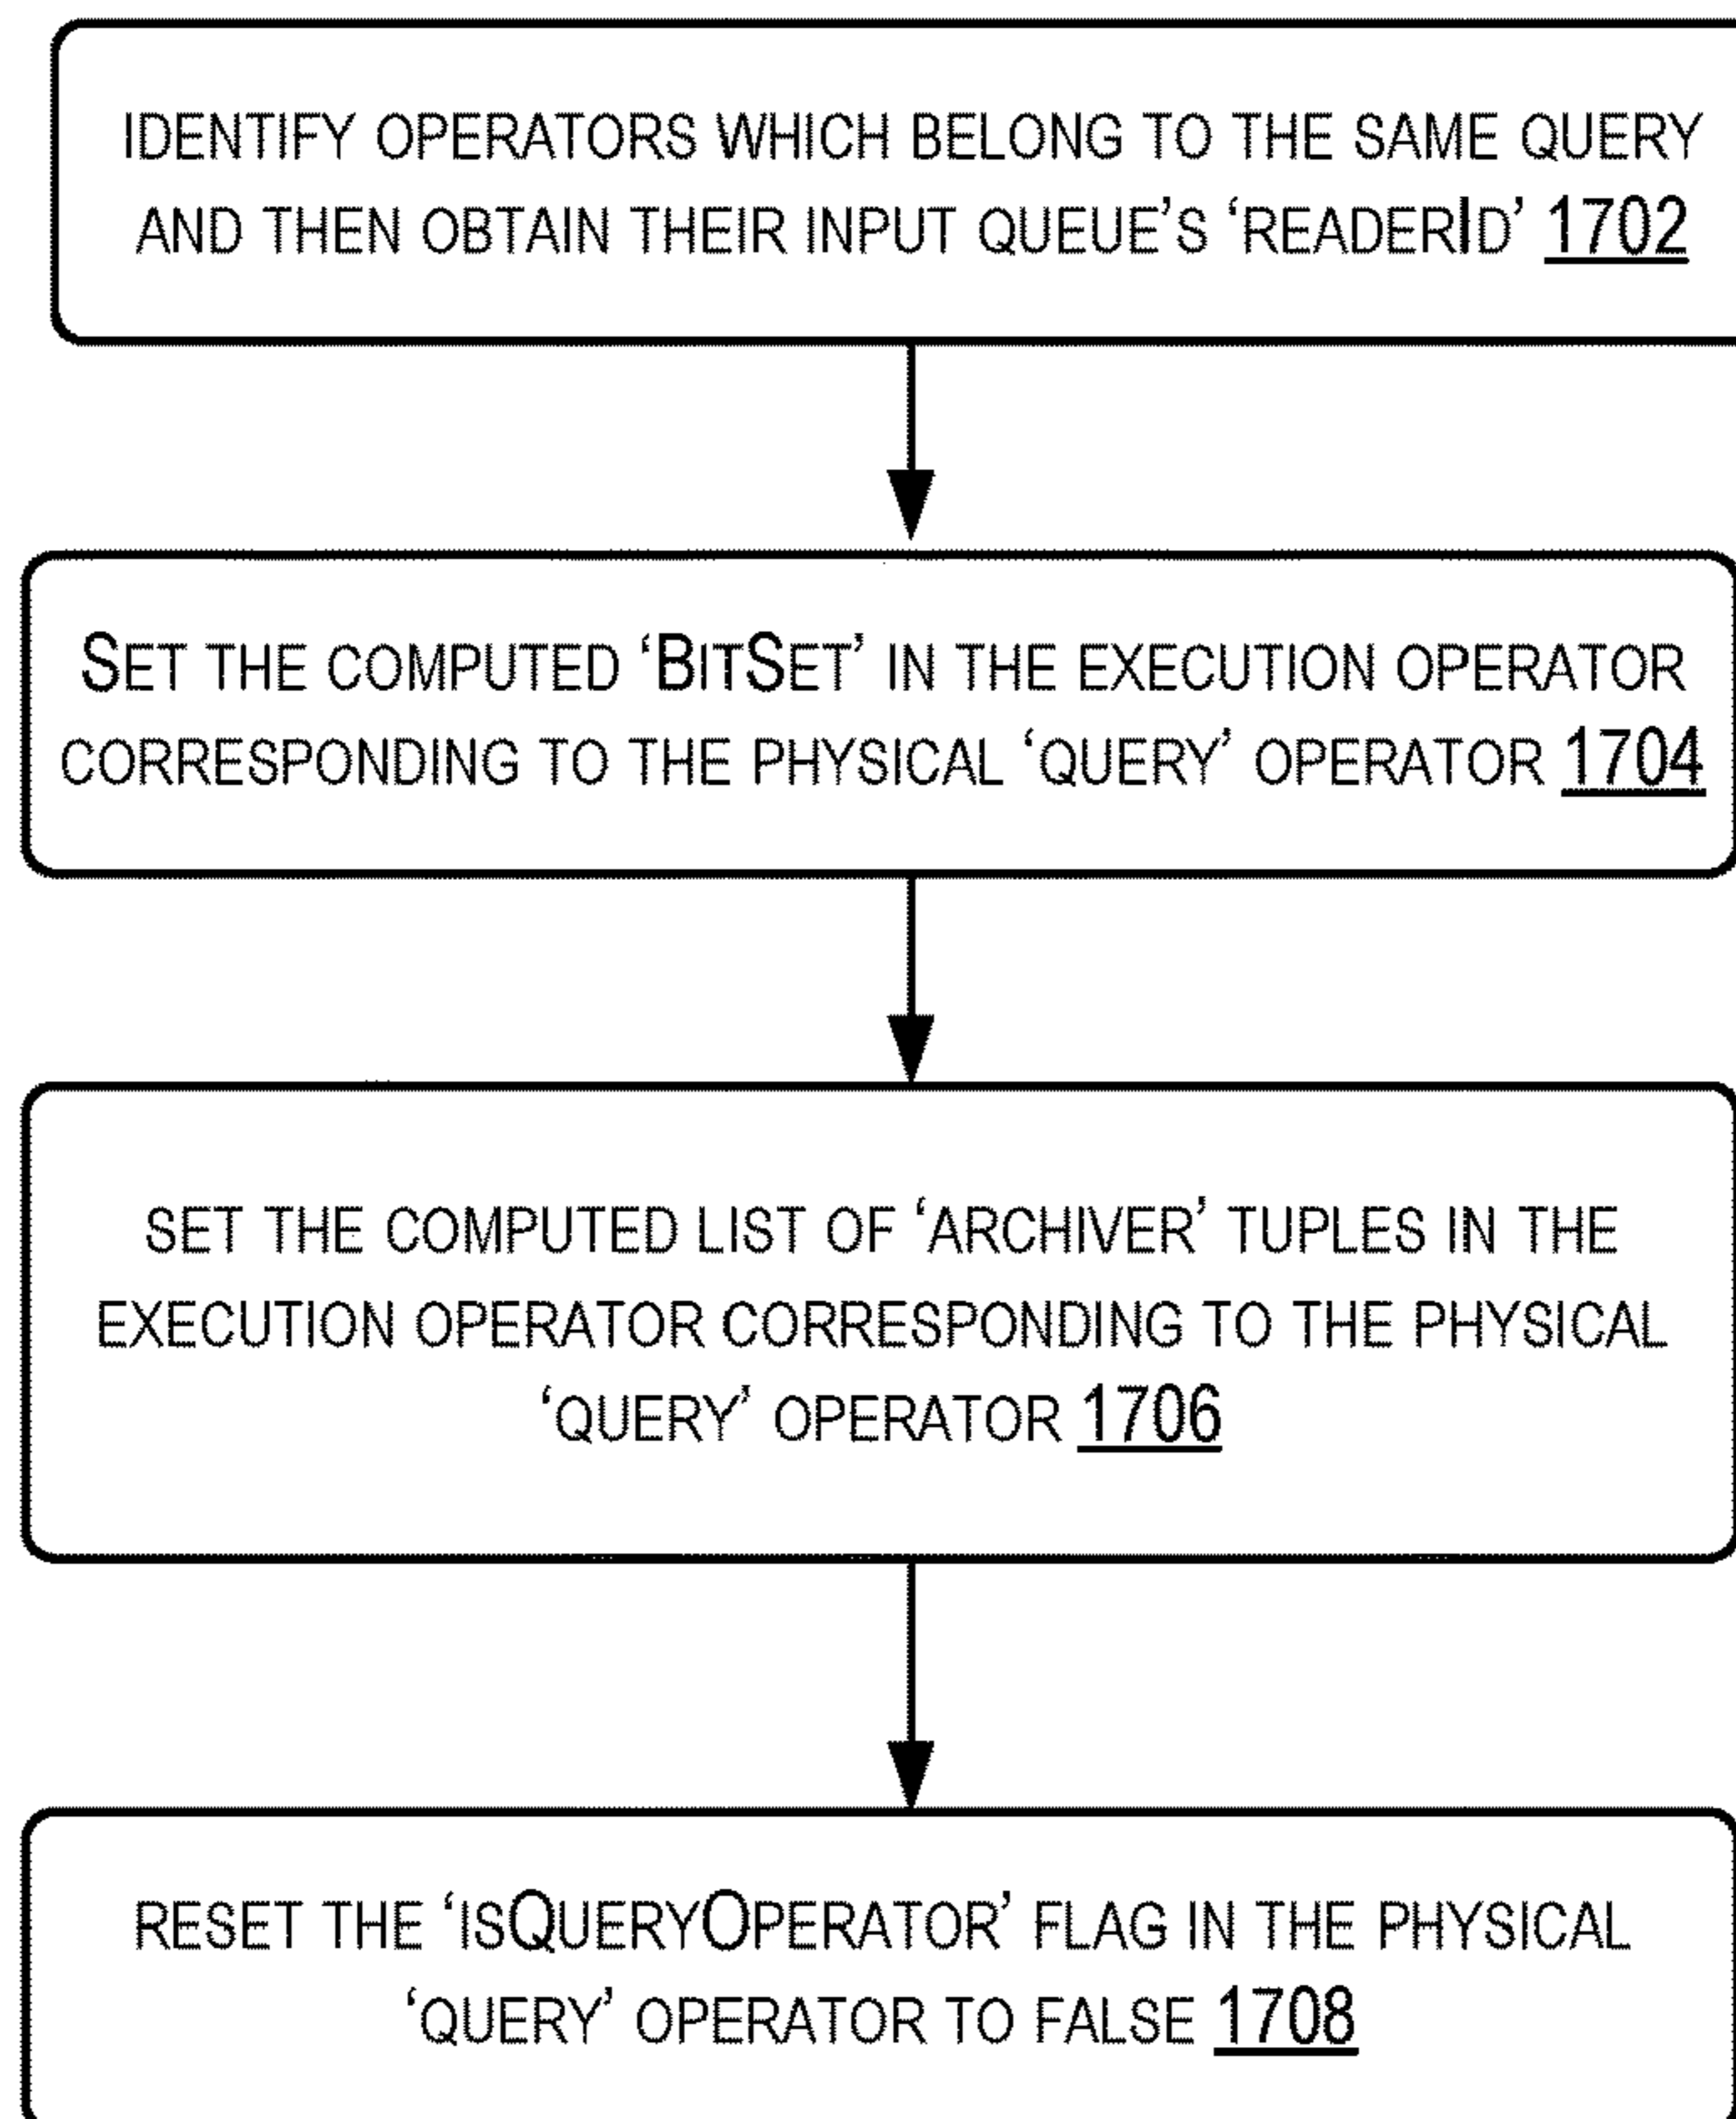 IDENTIFY OPERATORS WHICH BELONG TO THE SAME QUERY
AND THEN OBTAIN THEIR INPUT QUEUE’S ‘READERID’ 1702
SET THE COMPUTED ‘BITSET’ IN THE EXECUTION OPERATOR
CORRESPONDING TO THE PHYSICAL ‘QUERY’ OPERATOR 1704
SET THE COMPUTED LIST OF ‘ARCHIVER’ TUPLES IN THE
EXECUTION OPERATOR CORRESPONDING TO THE PHYSICAL
‘QUERY’ OPERATOR 1706
RESET THE ‘ISQUERYOPERATOR’ FLAG IN THE PHYSICAL
‘QUERY’ OPERATOR TO FALSE 1708